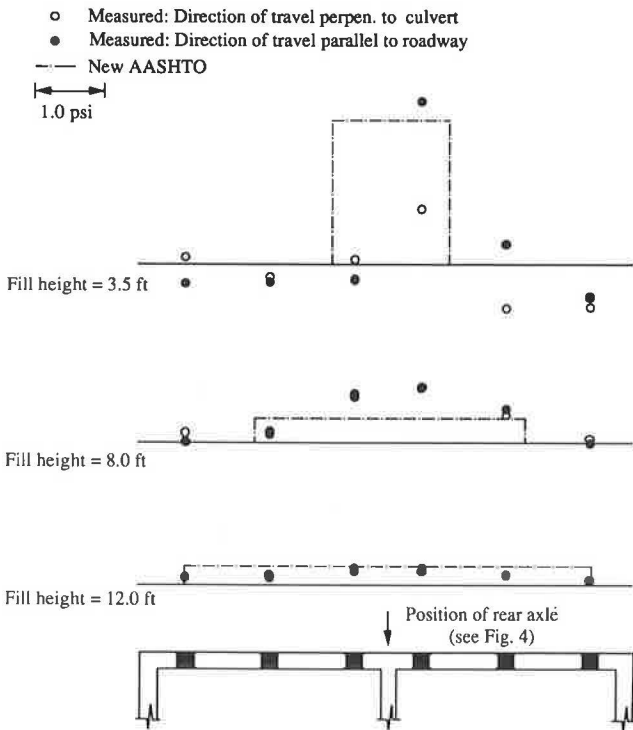 Measured: Direction of travel perpen. to culvert
Measured: Direction of travel parallel to roadway
New AASHTO
1.0 psi
Fill height = 3.5 ft
Fill height = 8.0 ft
Fill height = 12.0 ft
Position of rear axle
(see Fig. 4)